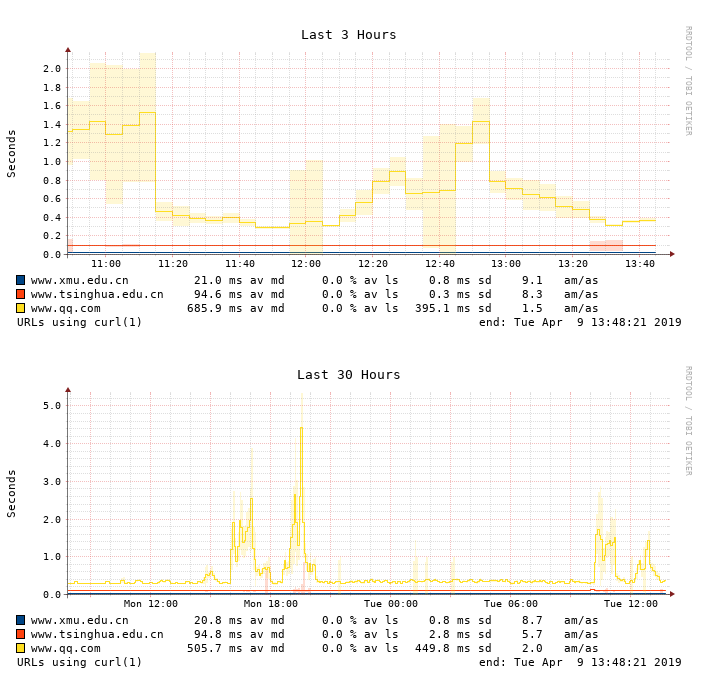 Last 3 Hours
RRDTOOL / TOBI OETIKER
Seconds
2.0
1.8
1.6
1.4
1.2
1.0
0.8
0.6
0.4
0.2
0.0
11:00 11:20 11:40 12:00 12:20 12:40 13:00 13:20 13:40
www.xmu.edu.cn 21.0 ms av md 0.0 % av ls 0.8 ms sd 9.1 am/as
www.tsinghua.edu.cn 94.6 ms av md 0.0 % av ls 0.3 ms sd 8.3 am/as
www.qq.com 685.9 ms av md 0.0 % av ls 395.1 ms sd 1.5 am/as
URLs using curl(1) end: Tue Apr 9 13:48:21 2019
Last 30 Hours
RRDTOOL / TOBI OETIKER
Seconds
5.0
4.0
3.0
2.0
1.0
0.0
Mon 12:00 Mon 18:00 Tue 00:00 Tue 06:00 Tue 12:00
www.xmu.edu.cn 20.8 ms av md 0.0 % av ls 0.8 ms sd 8.7 am/as
www.tsinghua.edu.cn 94.8 ms av md 0.0 % av ls 2.8 ms sd 5.7 am/as
www.qq.com 505.7 ms av md 0.0 % av ls 449.8 ms sd 2.0 am/as
URLs using curl(1) end: Tue Apr 9 13:48:21 2019